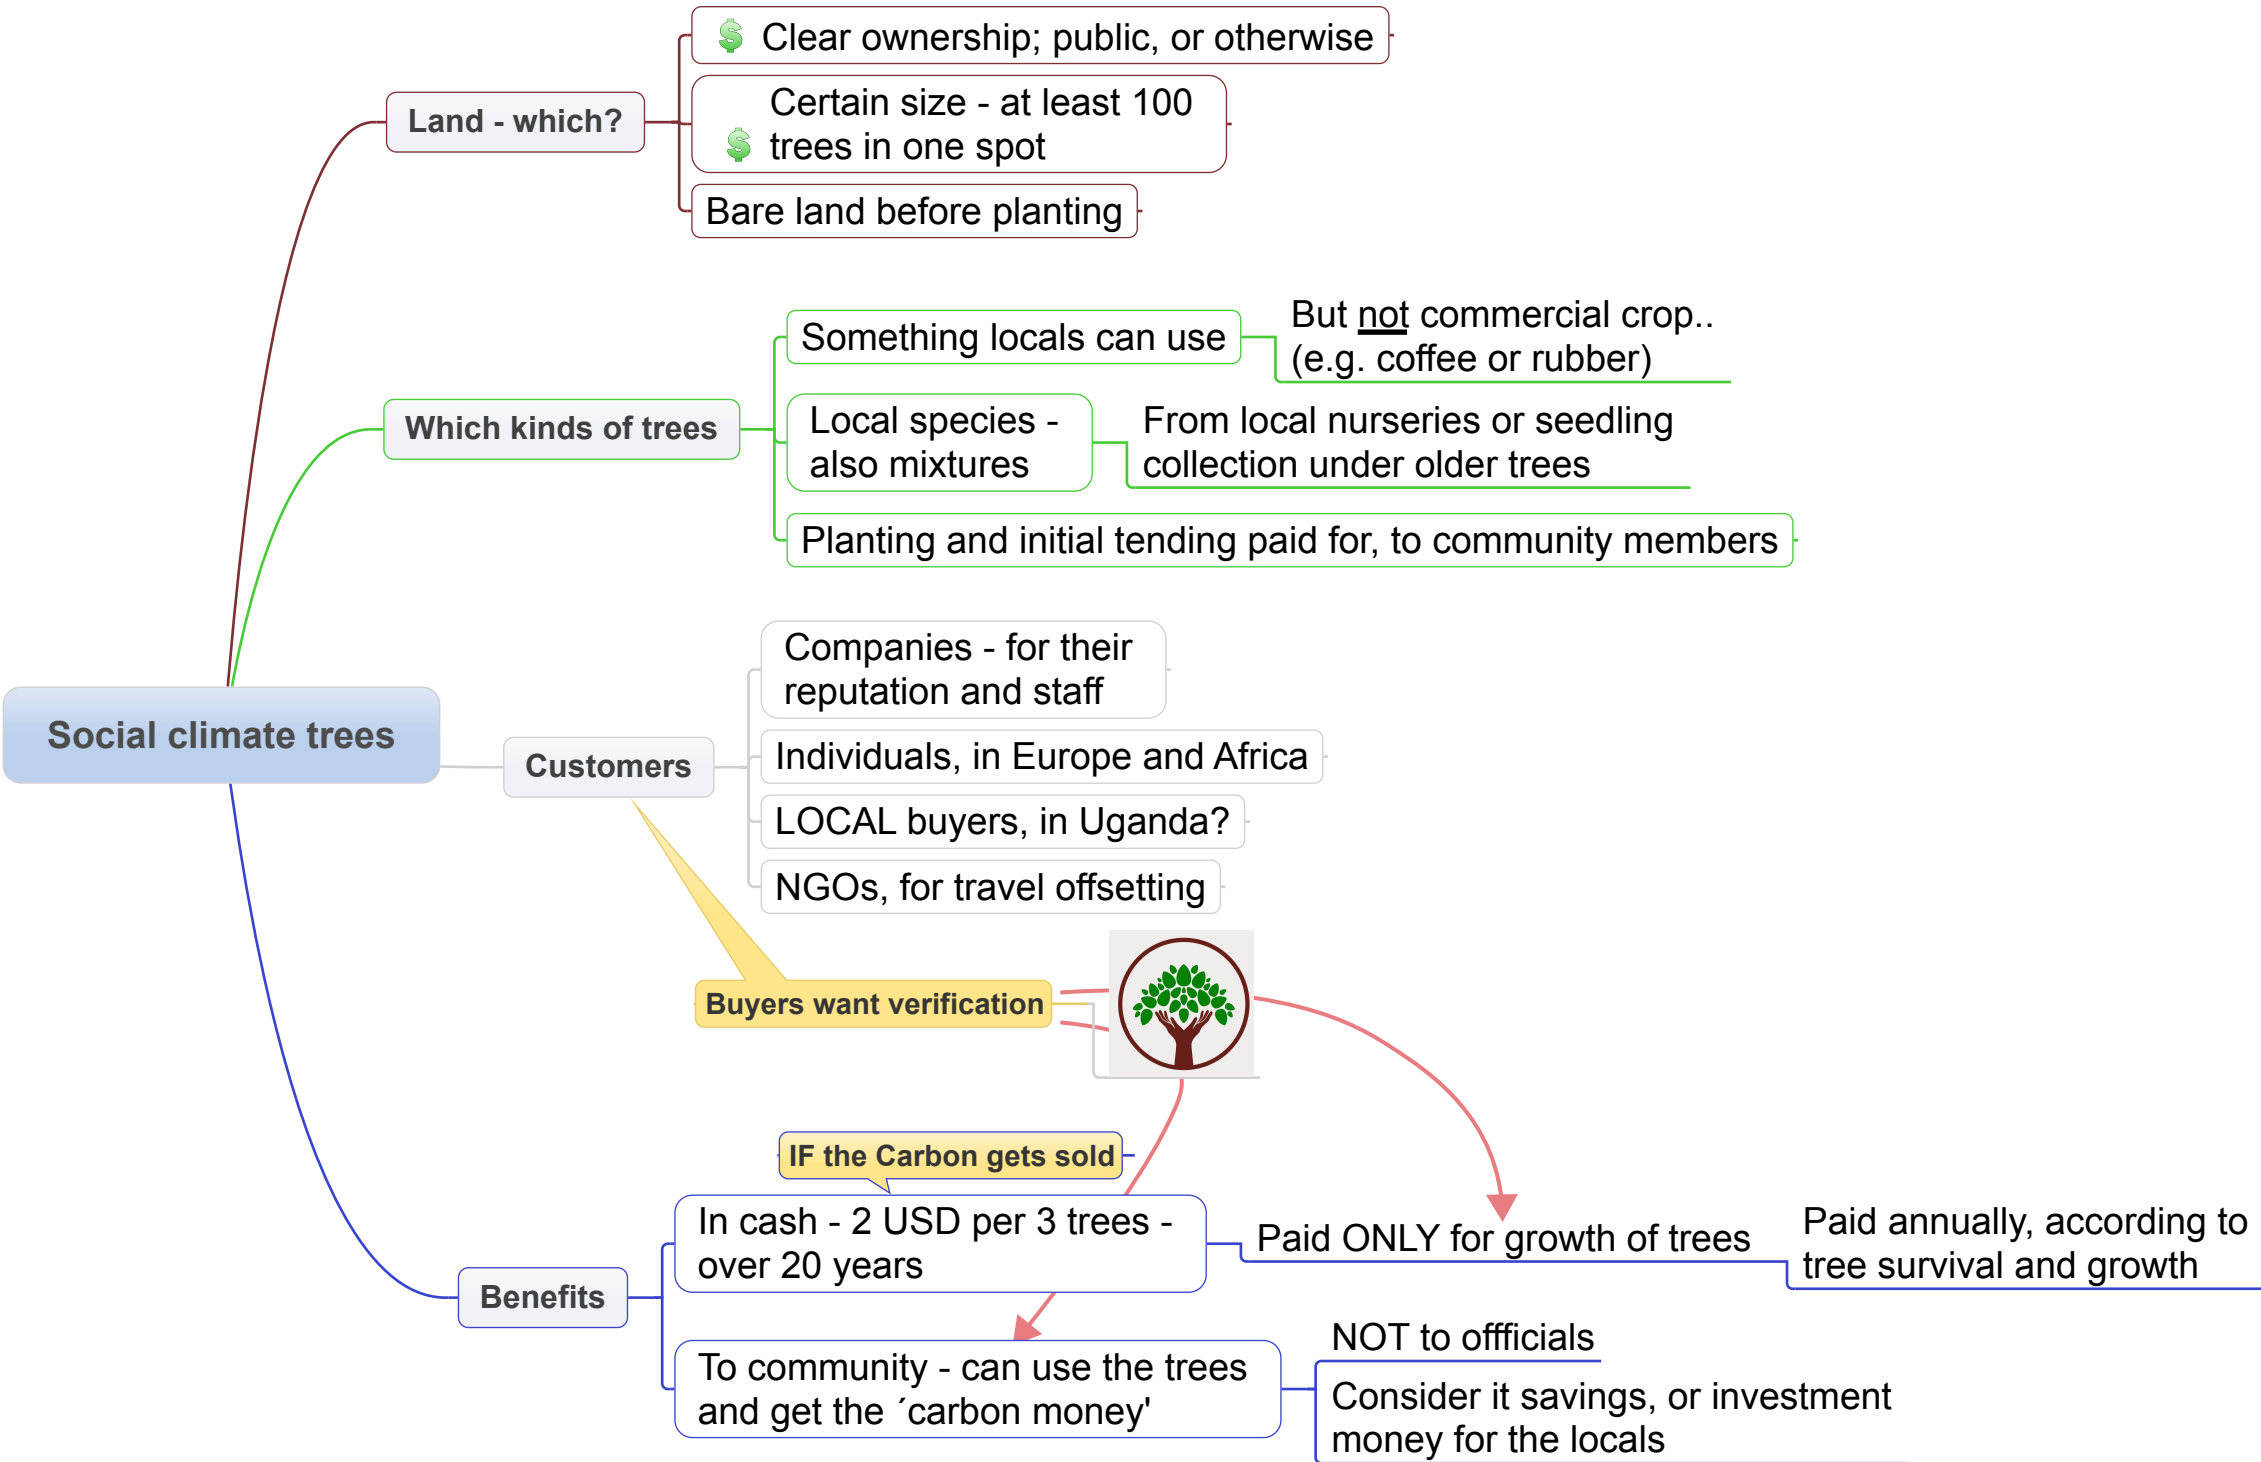 Clear ownership; public, or otherwise
Land - which?
Certain size - at least 100
trees in one spot
Bare land before planting
Which kinds of trees
Something locals can use
But not commercial crop..
(e.g. coffee or rubber)
Local species -
also mixtures
From local nurseries or seedling
collection under older trees
Planting and initial tending paid for, to community members
Social climate trees
Customers
Companies - for their
reputation and staff
Individuals, in Europe and Africa
LOCAL buyers, in Uganda?
NGOs, for travel offsetting
Buyers want verification
IF the Carbon gets sold
Benefits
In cash - 2 USD per 3 trees -
over 20 years
Paid ONLY for growth of trees
Paid annually, according to
tree survival and growth
To community - can use the trees
and get the ´carbon money'
NOT to offficials
Consider it savings, or investment
money for the locals